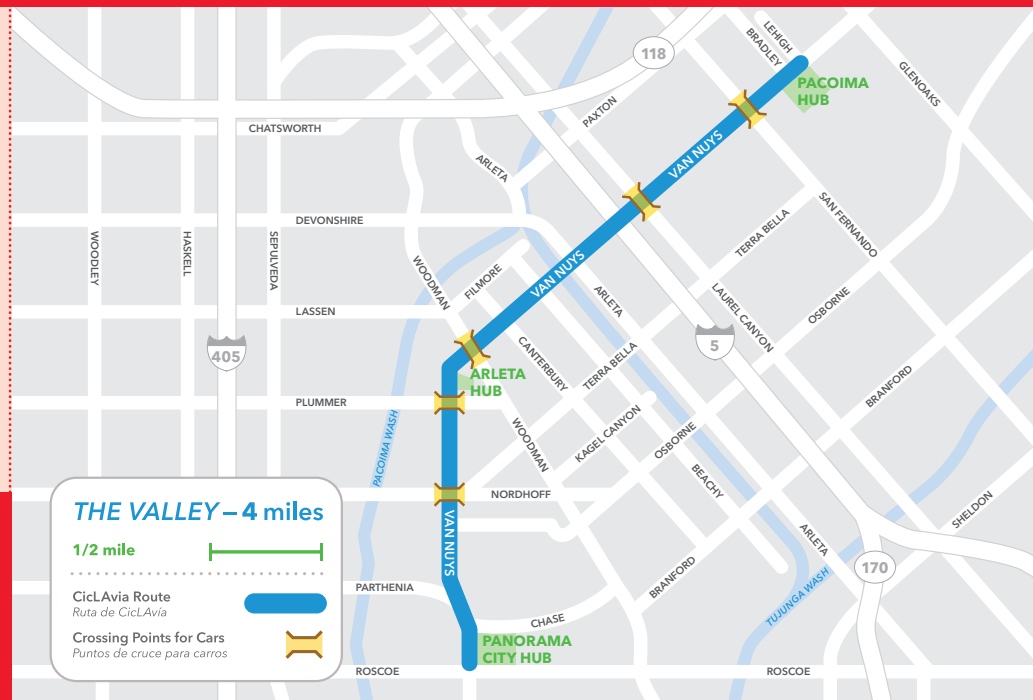 LEHIGH
BRADLEY
118
GLENOAKS
PACOIMA
HUB
PAXTON
CHATSWORTH
VAN NUYS
ARLETA
SAN FERNANDO
DEVONSHIRE
TERRA BELLA
WOODLEY
HASKELL
SEPULVEDA
WOODMAN
FILMORE
VAN NUYS
ARLETA
LAUREL CANYON
OSBORNE
LASSEN
405
5
CANTERBURY
TERRA BELLA
ARLETA
HUB
BRANFORD
PLUMMER
PACOIMA WASH
WOODMAN
KAGEL CANYON
OSBORNE
BEACHY
NORDHOFF
SHELDON
VAN NUYS
ARLETA
170
BRANFORD
TUJUNGA WASH
PARTHENIA
CHASE
PANORAMA
CITY HUB
ROSCOE
ROSCOE
THE VALLEY – 4 miles
1/2 mile
CicLAvia Route
Ruta de CicLAvía
Crossing Points for Cars
Puntos de cruce para carros